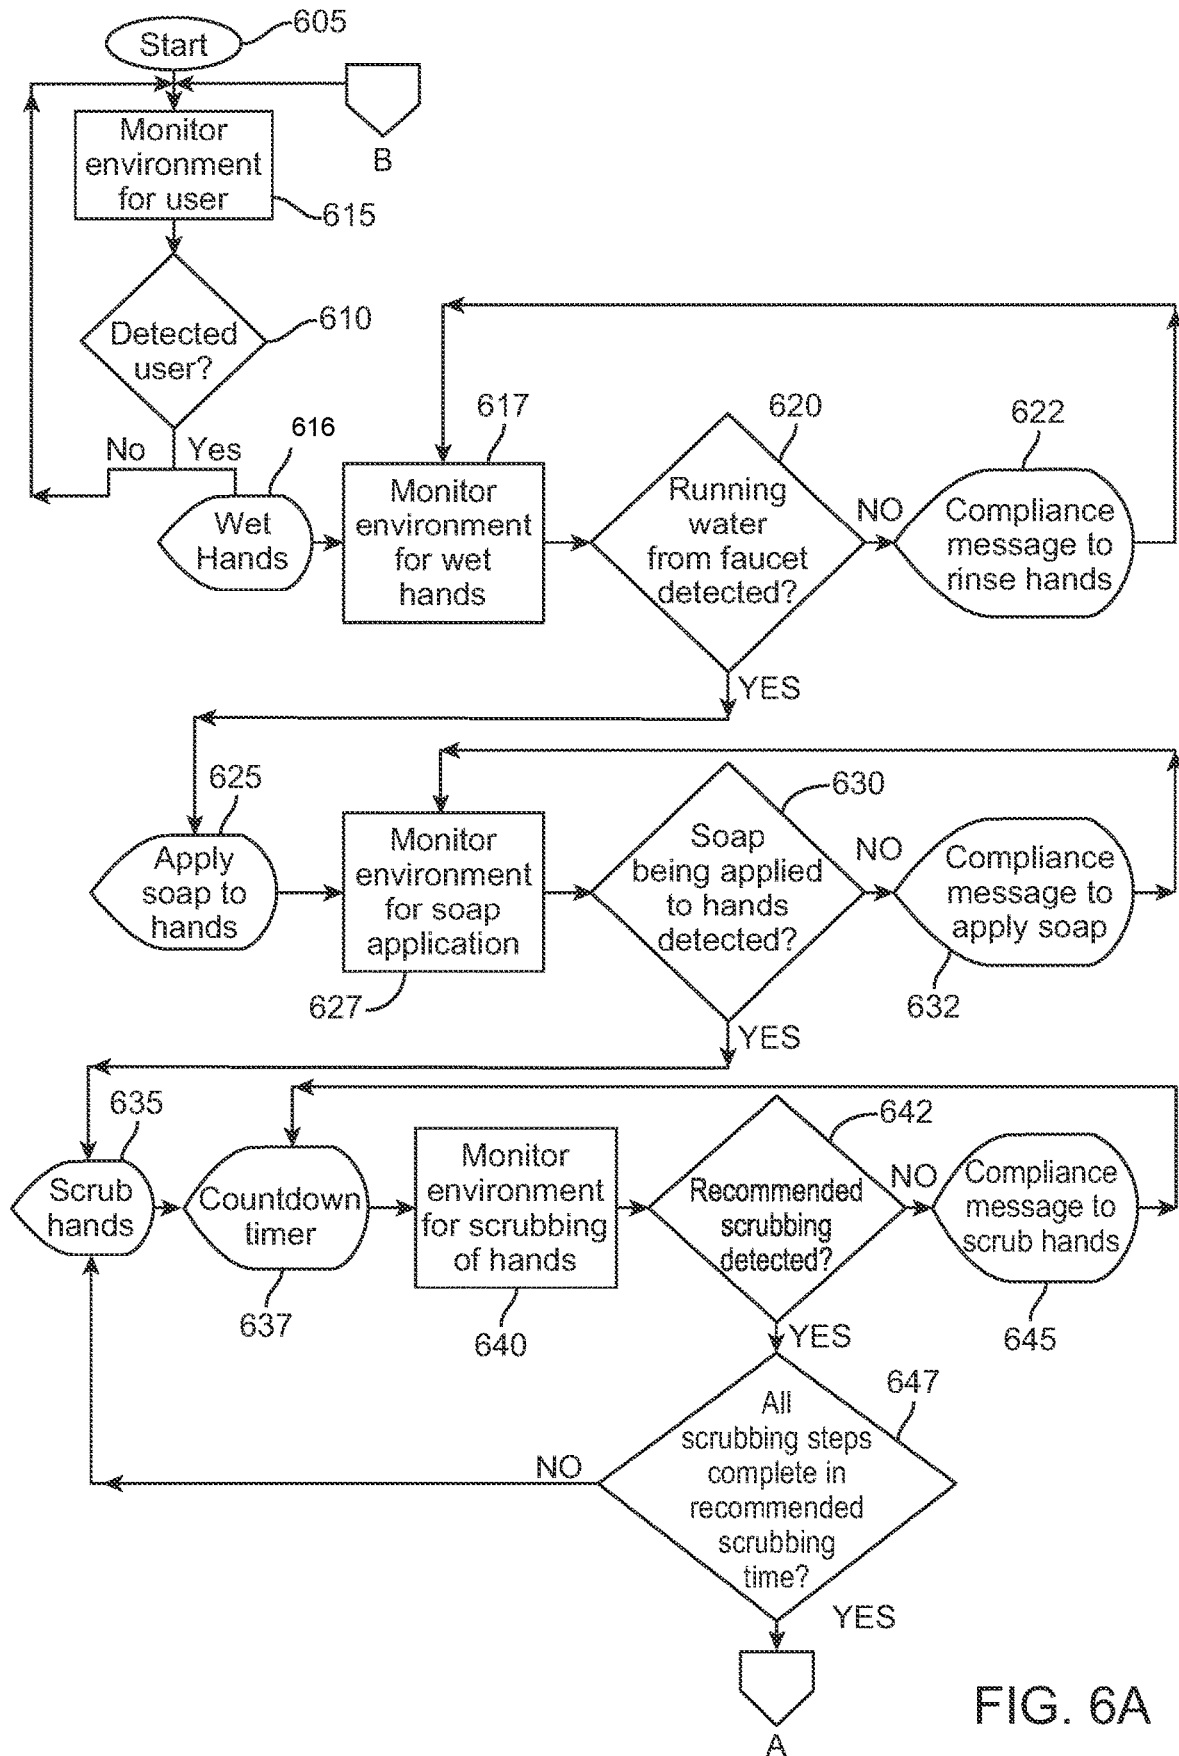 605
Start
Monitor
environment
for user
B
615
610
Detected
user?
No
Yes
616
617
620
622
Wet
Hands
Monitor
environment
for wet
hands
Running
water
from faucet
detected?
NO
Compliance
message to
rinse hands
YES
625
630
Apply
soap to
hands
Monitor
environment
for soap
application
Soap
being applied
to hands
detected?
NO
Compliance
message to
apply soap
627
632
YES
635
642
Scrub
hands
Countdown
timer
Monitor
environment
for scrubbing
of hands
Recommended
scrubbing
detected?
NO
Compliance
message to
scrub hands
637
640
645
YES
647
All
scrubbing steps
complete in
recommended
scrubbing
time?
NO
YES
A
FIG. 6A